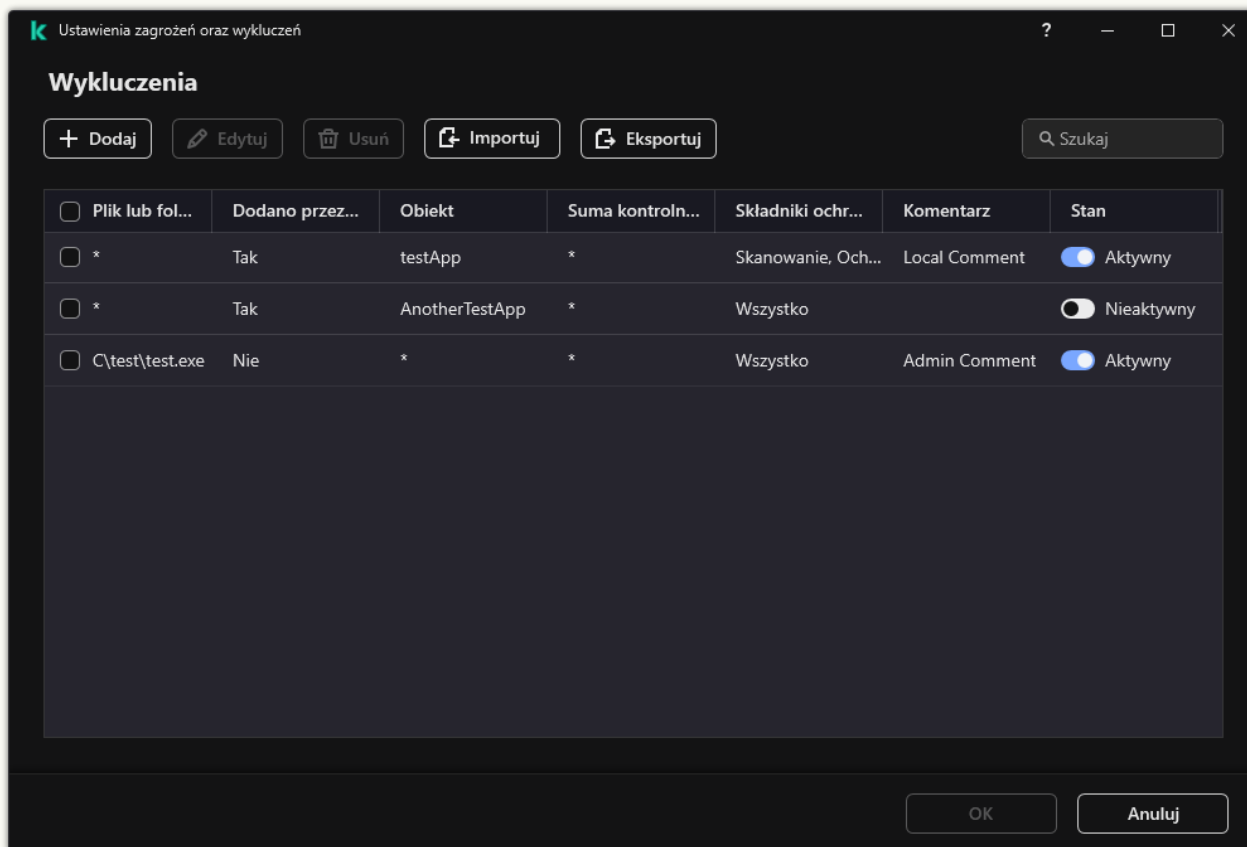 Ustawienia zagrożeń oraz wykluczeń
?
Wykluczenia
Dodaj Edytuj Usuń Importuj Eksportuj Szukaj
Plik lub fol... Dodano przez... Obiekt Suma kontroln... Składniki ochr... Komentarz Stan
* Tak testApp * Skanowanie, Och... Local Comment Aktywny
* Tak AnotherTestApp * Wszystko Nieaktywny
C\test\test.exe Nie * * Wszystko Admin Comment Aktywny
OK Anuluj